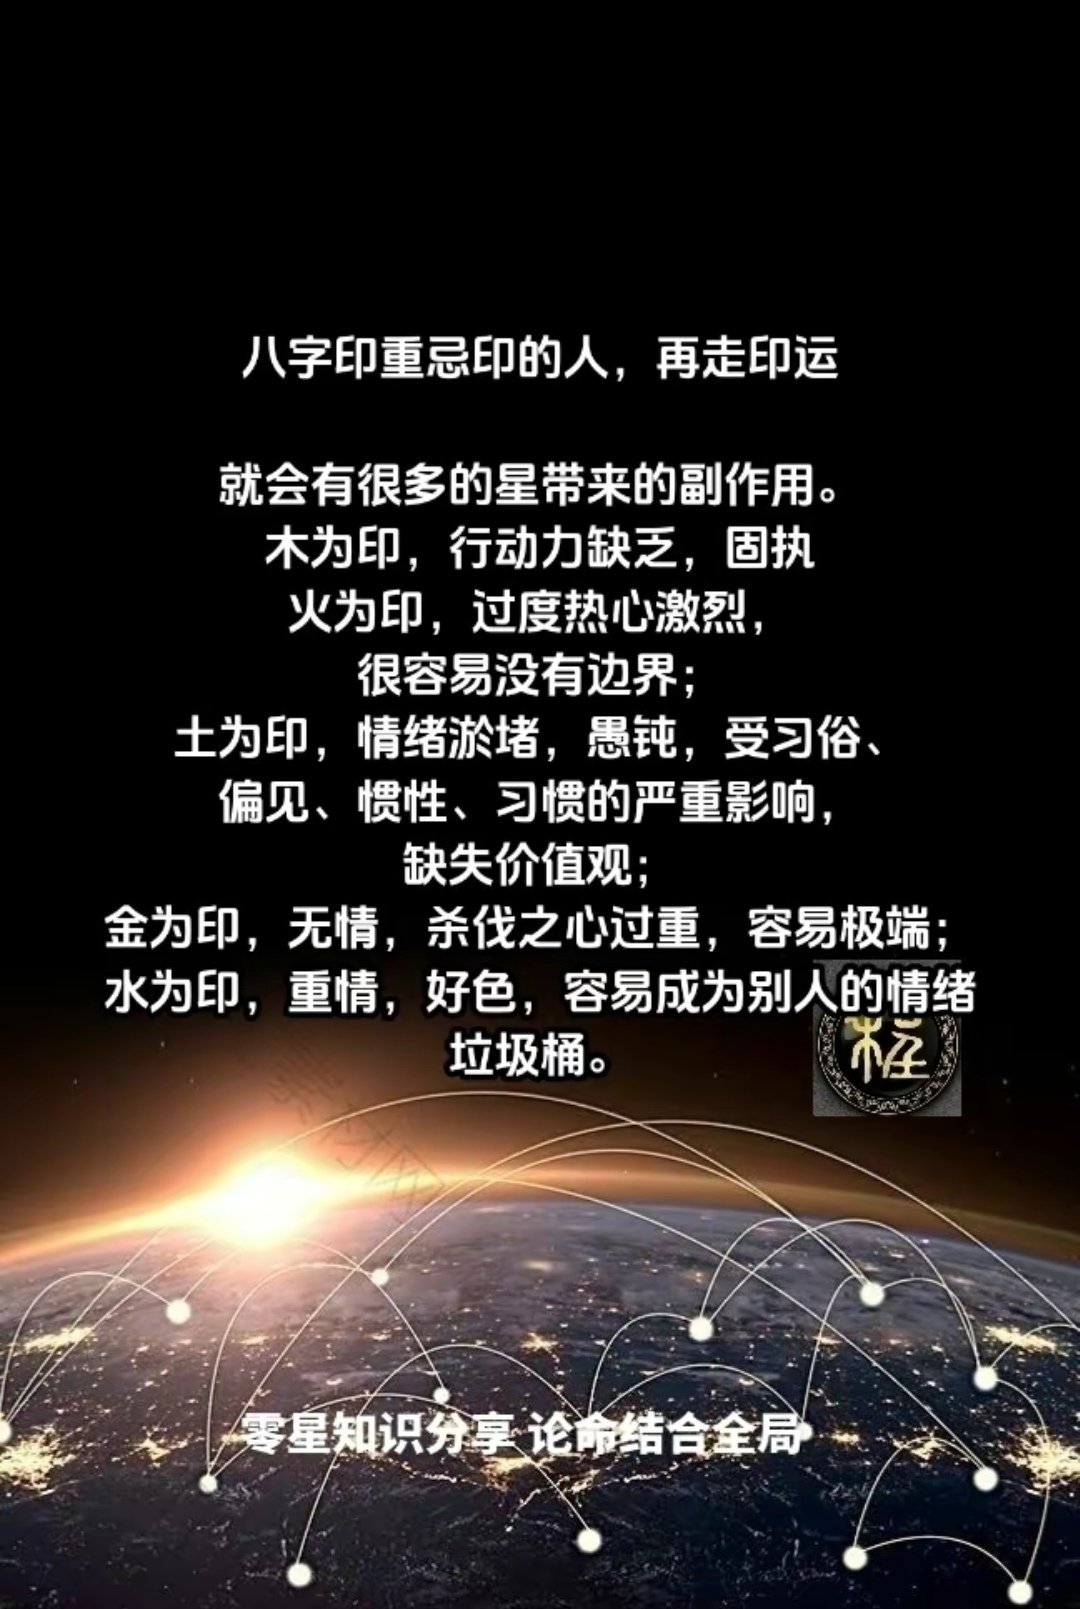 八字印重忌印的人，再走印运
就会有很多的星带来的副作用。
木为印，行动力缺乏，固执
火为印，过度热心激烈，
很容易没有边界；
土为印，情绪淤堵，愚钝，受习俗、
偏见、惯性、习惯的严重影响，
缺失价值观；
金为印，无情，杀伐之心过重，容易极端；
水为印，重情，好色，容易成为别人的情绪
垃圾桶。
素材网
零星知识分享 论命结合全局